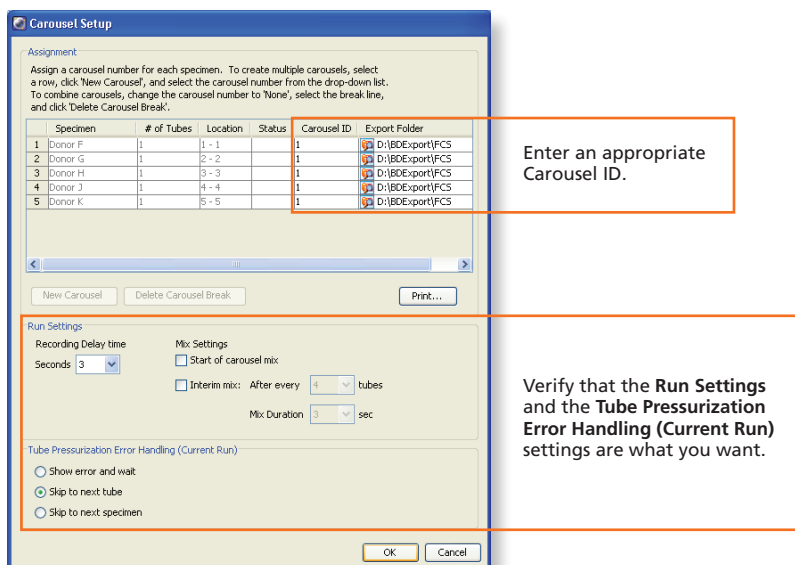 Carousel Setup
Assignment
Assign a carousel number for each specimen. To create multiple carousels, select
a row, click 'New Carousel', and select the carousel number from the drop-down list.
To combine carousels, change the carousel number to 'None', select the break line,
and click 'Delete Carousel Break'.
Specimen # of Tubes Location Status Carousel ID Export Folder
1 Donor F 1 1 - 1 1 D:\BDExport\FCS
2 Donor G 1 2 - 2 1 D:\BDExport\FCS
3 Donor H 1 3 - 3 1 D:\BDExport\FCS
4 Donor J 1 4 - 4 1 D:\BDExport\FCS
5 Donor K 1 5 - 5 1 D:\BDExport\FCS
Enter an appropriate
Carousel ID.
New Carousel Delete Carousel Break Print...
Run Settings
Recording Delay time Mix Settings
Seconds 3 Start of carousel mix
Interim mix: After every 4 tubes
Mix Duration 3 sec
Verify that the Run Settings
and the Tube Pressurization
Error Handling (Current Run)
settings are what you want.
Tube Pressurization Error Handling (Current Run)
Show error and wait
Skip to next tube
Skip to next specimen
OK Cancel